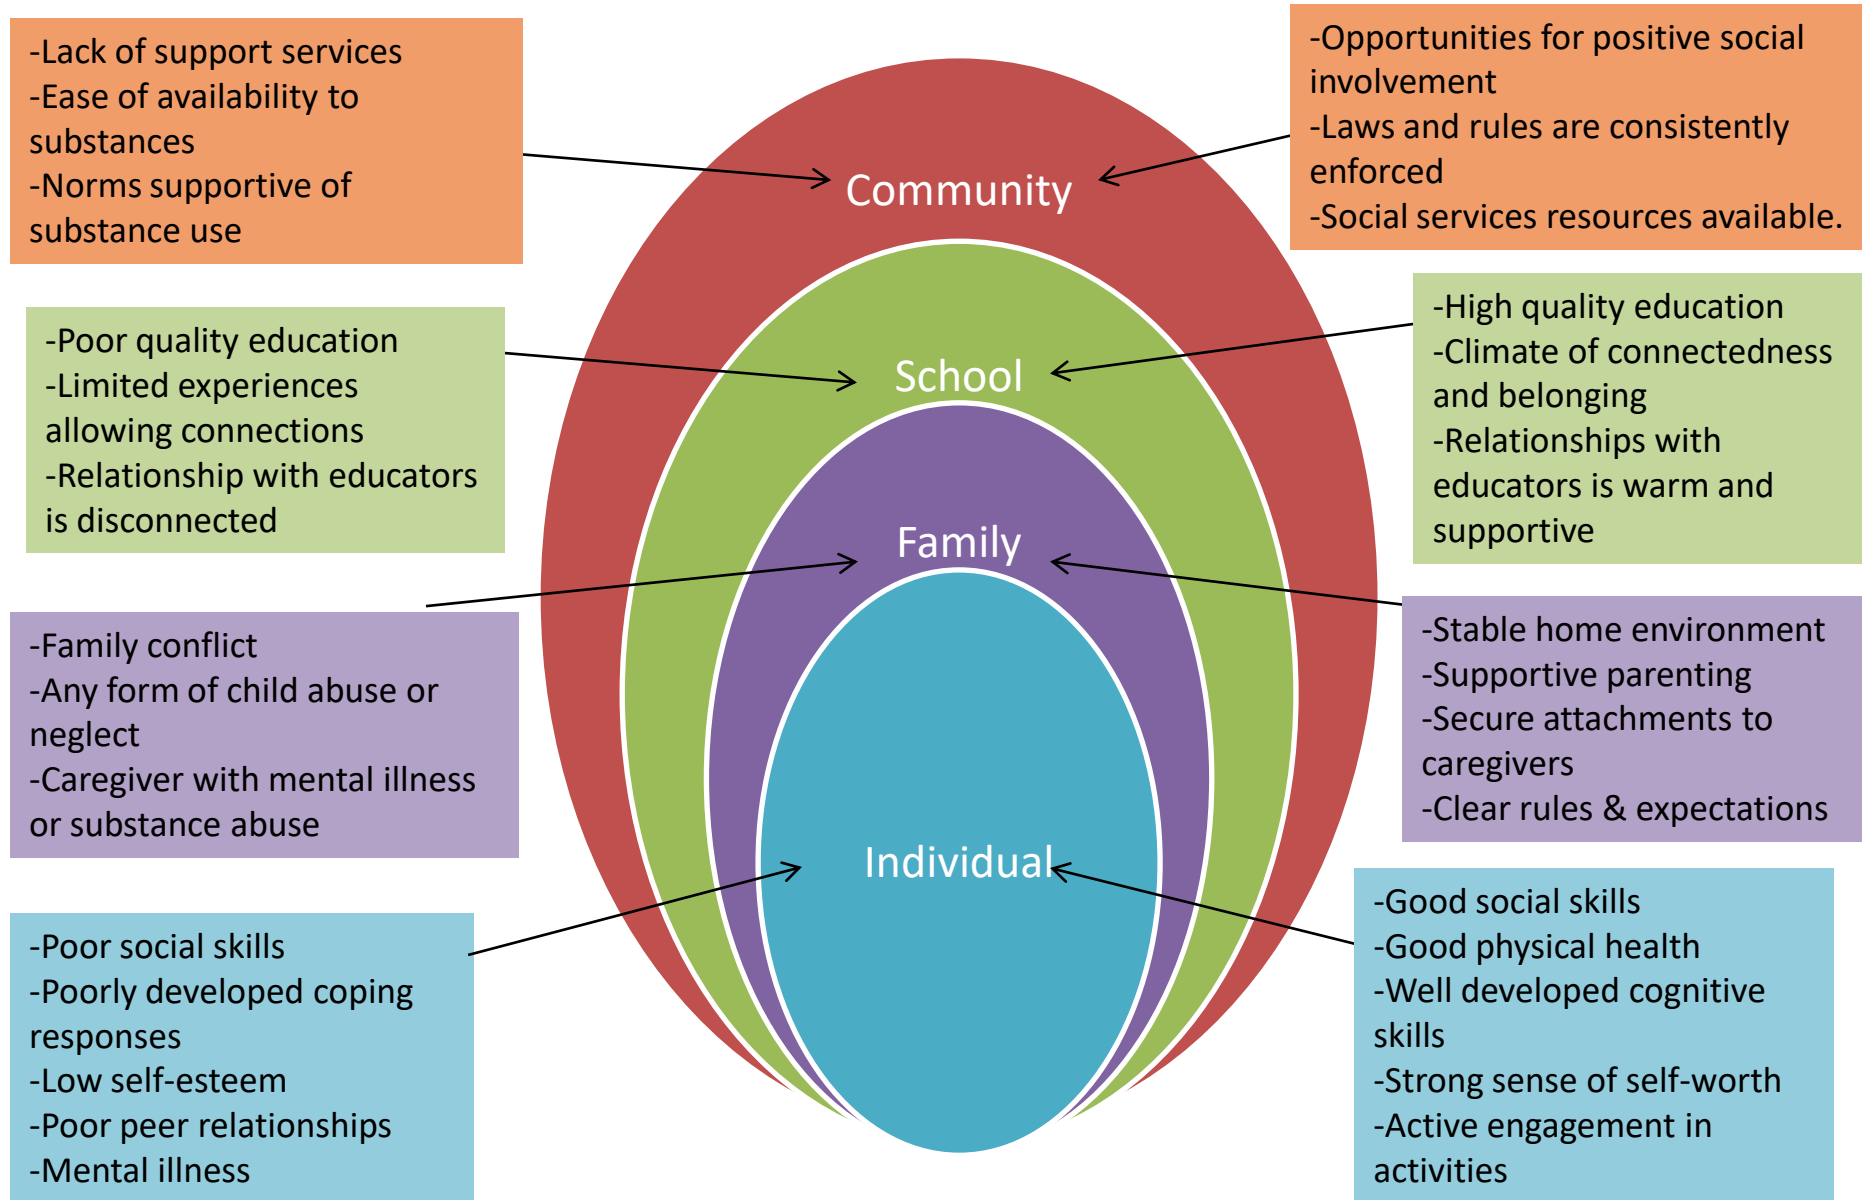 -Lack of support services
-Ease of availability to
substances
-Norms supportive of
substance use
-Opportunities for positive social
involvement
-Laws and rules are consistently
enforced
-Social services resources available.
Community
-Poor quality education
-Limited experiences
allowing connections
-Relationship with educators
is disconnected
School
-High quality education
-Climate of connectedness
and belonging
-Relationships with
educators is warm and
supportive
Family
-Family conflict
-Any form of child abuse or
neglect
-Caregiver with mental illness
or substance abuse
-Stable home environment
-Supportive parenting
-Secure attachments to
caregivers
-Clear rules & expectations
Individual
-Poor social skills
-Poorly developed coping
responses
-Low self-esteem
-Poor peer relationships
-Mental illness
-Good social skills
-Good physical health
-Well developed cognitive
skills
-Strong sense of self-worth
-Active engagement in
activities